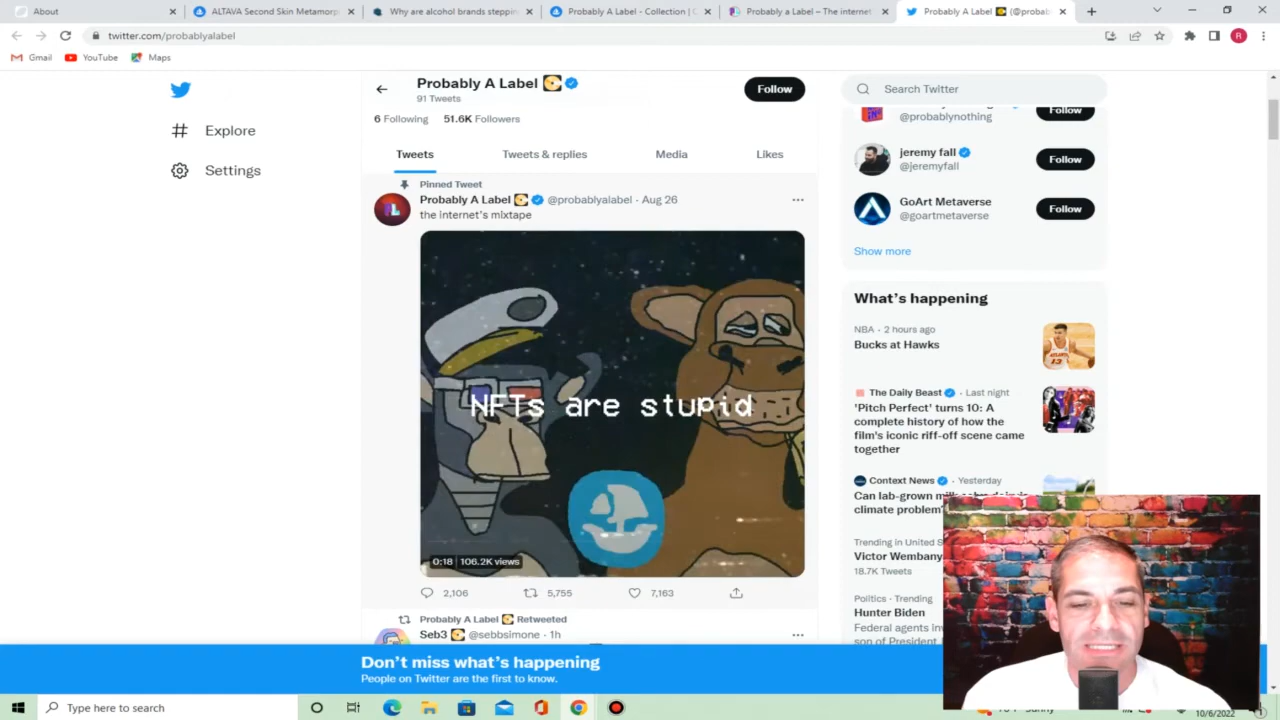 About
ALTAVA Second Skin Metamorp
Why are alcohol brands steppin
Probably A Label - Collection | O
Probably a Label – The internet
Probably A Label (@probab
twitter.com/probablyalabel
R
Gmail
YouTube
Maps
Explore
Settings
Probably A Label
91 Tweets
Follow
6 Following 51.6K Followers
Tweets
Tweets & replies
Media
Likes
Pinned Tweet
Probably A Label @probablyalabel · Aug 26
the internet's mixtape
NFTs are stupid
0:18 | 106.2K views
2,106
5,755
7,163
Probably A Label Retweeted
Seb3 @sebbsimone · 1h
Search Twitter
@probablynothing
Follow
jeremy fall
@jeremyfall
Follow
GoArt Metaverse
@goartmetaverse
Follow
Show more
What's happening
NBA · 2 hours ago
Bucks at Hawks
The Daily Beast · Last night
'Pitch Perfect' turns 10: A
complete history of how the
film's iconic riff-off scene came
together
Context News · Yesterday
Can lab-grown
climate problem
Trending in United S
Victor Wembany
18.7K Tweets
Politics · Trending
Hunter Biden
Federal agents in
son of President
Don't miss what's happening
People on Twitter are the first to know.
Type here to search
10/6/2022